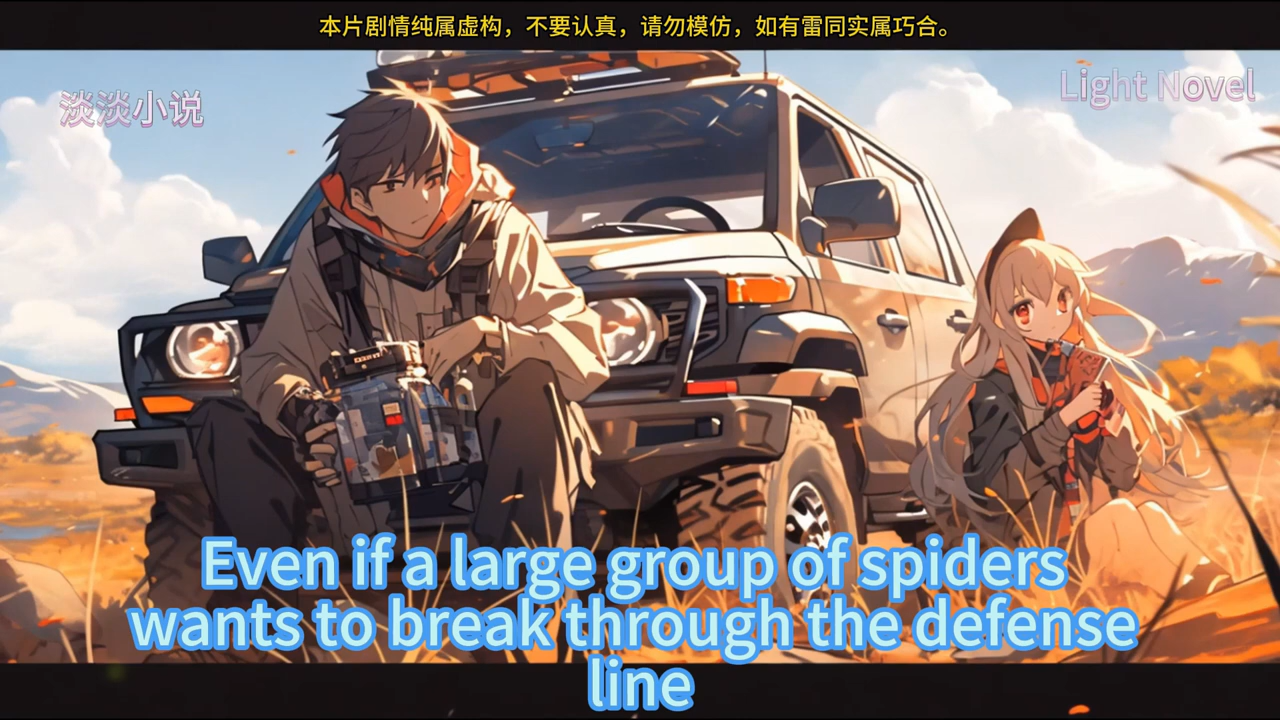 本片剧情纯属虚构，不要认真，请勿模仿，如有雷同实属巧合。
淡淡小说
Light Novel
Even if a large group of spiders
wants to break through the defense
line